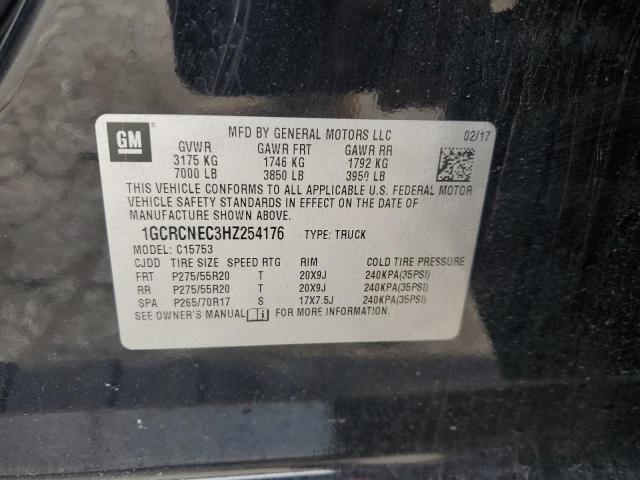 GM
MFD BY GENERAL MOTORS LLC 02/17
GVWR GAWR FRT GAWR RR
3175 KG 1746 KG 1792 KG
7000 LB 3850 LB 3950 LB
THIS VEHICLE CONFORMS TO ALL APPLICABLE U.S. FEDERAL MOTOR
VEHICLE SAFETY STANDARDS IN EFFECT ON THE DATE OF
MANUFACTURE SHOWN ABOVE.
1GCRCNEC3HZ254176 TYPE: TRUCK
MODEL: C15753
CJDD TIRE SIZE SPEED RTG RIM COLD TIRE PRESSURE
FRT P275/55R20 T 20X9J 240KPA(35PSI)
RR P275/55R20 T 20X9J 240KPA(35PSI)
SPA P265/70R17 S 17X7.5J 240KPA(35PSI)
SEE OWNER'S MANUAL i FOR MORE INFORMATION.